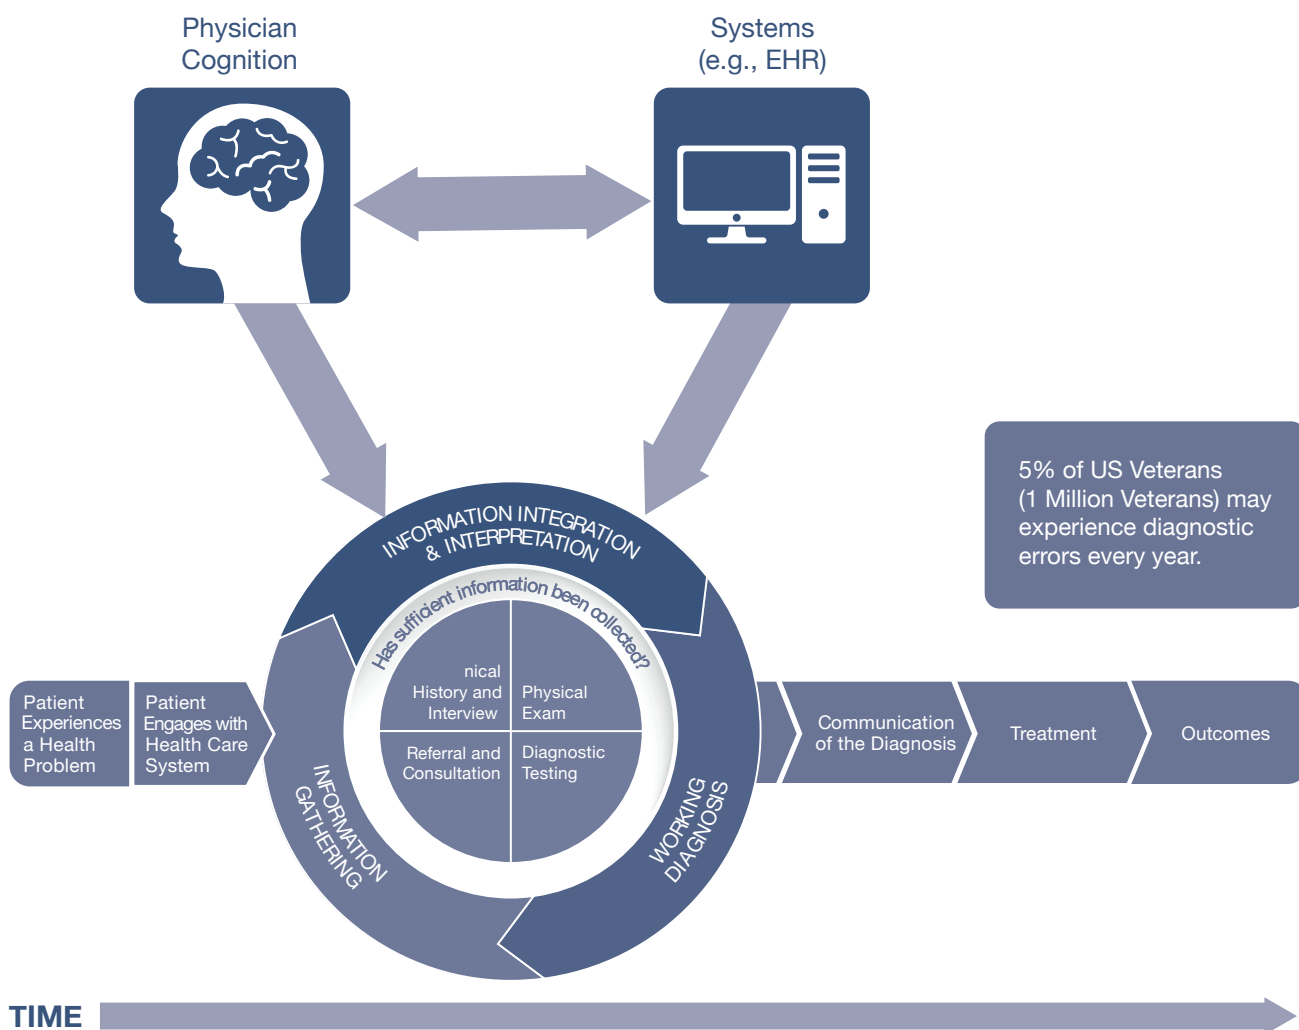 Physician
Cognition
Systems
(e.g., EHR)
5% of US Veterans
(1 Million Veterans) may
experience diagnostic
errors every year.
INFORMATION INTEGRATION
& INTERPRETATION
Has sufficient information been collected?
nical
History and
Interview
Physical
Exam
Referral and
Consultation
Diagnostic
Testing
INFORMATION
GATHERING
WORKING
DIAGNOSIS
Patient
Experiences
a Health
Problem
Patient
Engages with
Health Care
System
Communication
of the Diagnosis
Treatment
Outcomes
TIME